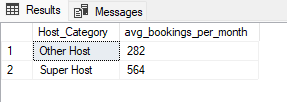 Results Messages
Host_Category avg_bookings_per_month
1 Other Host 282
2 Super Host 564